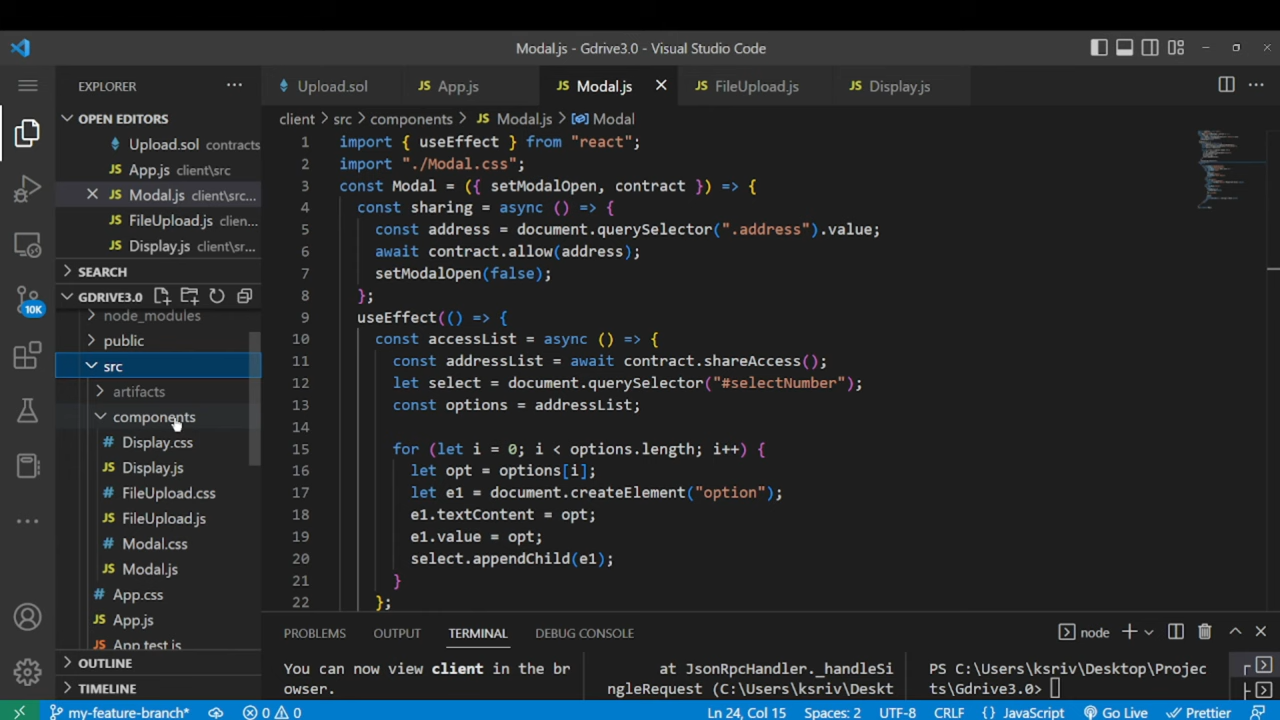 Modal.js - Gdrive3.0 - Visual Studio Code
EXPLORER
OPEN EDITORS
Upload.sol contracts
App.js client\src
Modal.js client\src...
FileUpload.js clien...
Display.js client\src...
SEARCH
GDRIVE3.0
node_modules
public
src
artifacts
components
# Display.css
JS Display.js
# FileUpload.css
JS FileUpload.js
# Modal.css
JS Modal.js
# App.css
JS App.js
App.test.js
OUTLINE
TIMELINE
10K
Upload.sol
JS App.js
JS Modal.js
JS FileUpload.js
JS Display.js
client > src > components > JS Modal.js > Modal
1 import { useEffect } from "react";
2 import "./Modal.css";
3 const Modal = ({ setModalOpen, contract }) => {
4 const sharing = async () => {
5 const address = document.querySelector(".address").value;
6 await contract.allow(address);
7 setModalOpen(false);
8 };
9 useEffect(() => {
10 const accessList = async () => {
11 const addressList = await contract.shareAccess();
12 let select = document.querySelector("#selectNumber");
13 const options = addressList;
14
15 for (let i = 0; i < options.length; i++) {
16 let opt = options[i];
17 let e1 = document.createElement("option");
18 e1.textContent = opt;
19 e1.value = opt;
20 select.appendChild(e1);
21 }
22 };
PROBLEMS OUTPUT TERMINAL DEBUG CONSOLE
node
You can now view client in the br
owser.
at JsonRpcHandler._handleSi
ngleRequest (C:\Users\ksriv\Deskt
PS C:\Users\ksriv\Desktop\Projec
ts\Gdrive3.0>
my-feature-branch* 0 0 Ln 24, Col 15 Spaces: 2 UTF-8 CRLF {} JavaScript Go Live Prettier